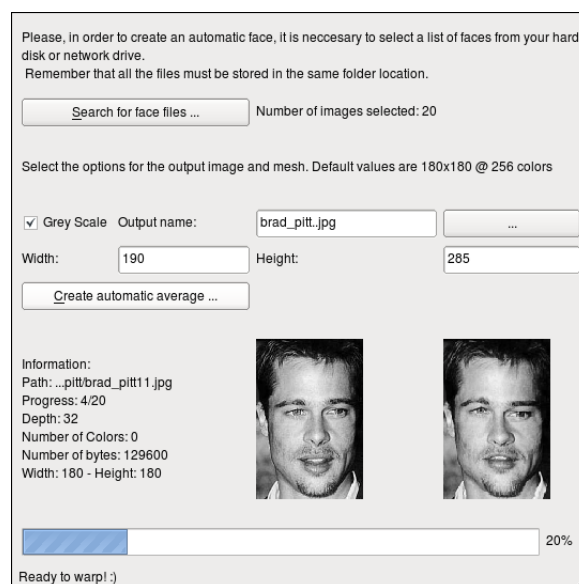 Please, in order to create an automatic face, it is neccesary to select a list of faces from your hard
disk or network drive.
Remember that all the files must be stored in the same folder location.
Search for face files ...
Number of images selected: 20
Select the options for the output image and mesh. Default values are 180x180 @ 256 colors
Grey Scale Output name: brad_pitt..jpg ...
Width: 190 Height: 285
Create automatic average ...
Information:
Path: ...pitt/brad_pitt11.jpg
Progress: 4/20
Depth: 32
Number of Colors: 0
Number of bytes: 129600
Width: 180 - Height: 180
20%
Ready to warp! :)